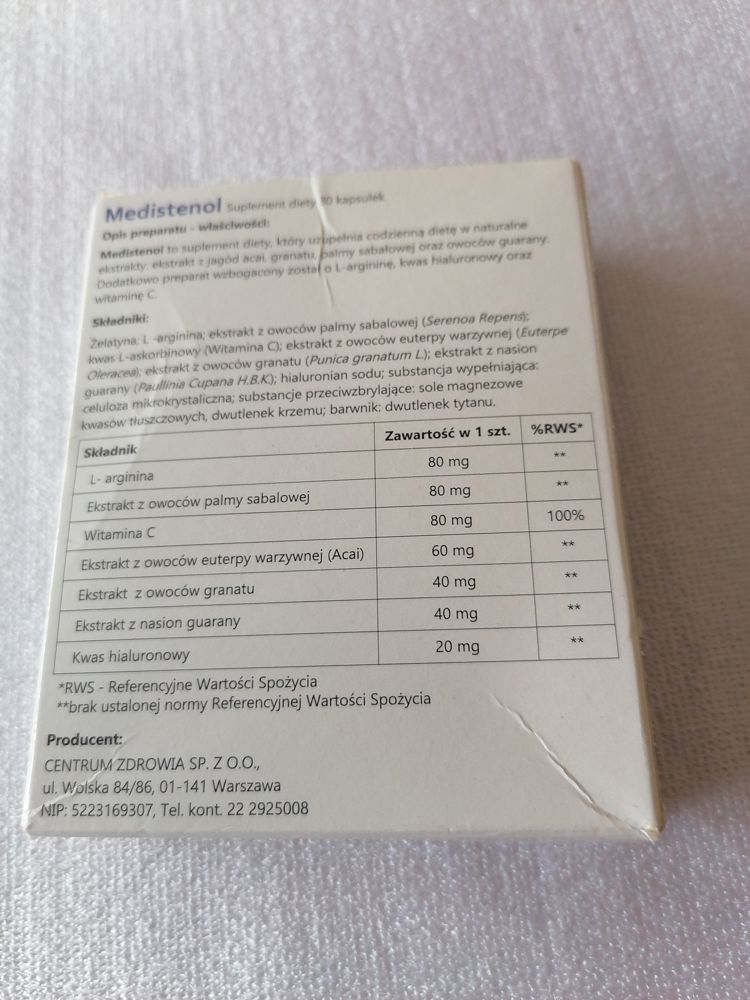 Medistenol Suplement diety 30 kapsułek
Opis preparatu - właściwości:
Medistenol to suplement diety, który uzupełnia codzienną dietę w naturalne
ekstrakty: ekstrakt z jagód acai, granatu, palmy sabałowej oraz owoców guarany.
Dodatkowo preparat wzbogacony został o L-argininę, kwas hialuronowy oraz
witaminę C.
Składniki:
Żelatyna; L -arginina; ekstrakt z owoców palmy sabalowej (Serenoa Repens);
kwas L-askorbinowy (Witamina C); ekstrakt z owoców euterpy warzywnej (Euterpe
Oleracea); ekstrakt z owoców granatu (Punica granatum L.); ekstrakt z nasion
guarany (Paullinia Cupana H.B.K.); hialuronian sodu; substancja wypełniająca:
celuloza mikrokrystaliczna; substancje przeciwzbrylające: sole magnezowe
kwasów tłuszczowych, dwutlenek krzemu; barwnik: dwutlenek tytanu.
Składnik Zawartość w 1 szt. %RWS*
L- arginina 80 mg **
Ekstrakt z owoców palmy sabalowej 80 mg **
Witamina C 80 mg 100%
Ekstrakt z owoców euterpy warzywnej (Acai) 60 mg **
Ekstrakt z owoców granatu 40 mg **
Ekstrakt z nasion guarany 40 mg **
Kwas hialuronowy 20 mg **
*RWS - Referencyjne Wartości Spożycia
**brak ustalonej normy Referencyjnej Wartości Spożycia
Producent:
CENTRUM ZDROWIA SP. Z O.O.,
ul. Wolska 84/86, 01-141 Warszawa
NIP: 5223169307, Tel. kont. 22 2925008